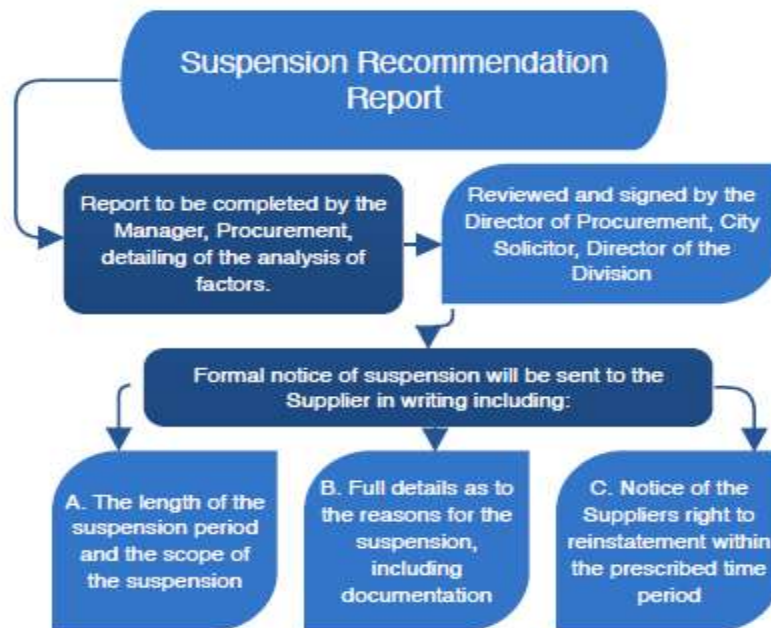 Suspension Recommendation
Report
Report to be completed by the
Manager, Procurement,
detailing of the analysis of
factors.
Reviewed and signed by the
Director of Procurement, City
Solicitor, Director of the
Division
Formal notice of suspension will be sent to the
Supplier in writing including:
A. The length of the
suspension period
and the scope of
the suspension
B. Full details as to
the reasons for the
suspension,
including
documentation
C. Notice of the
Suppliers right to
reinstatement within
the prescribed time
period